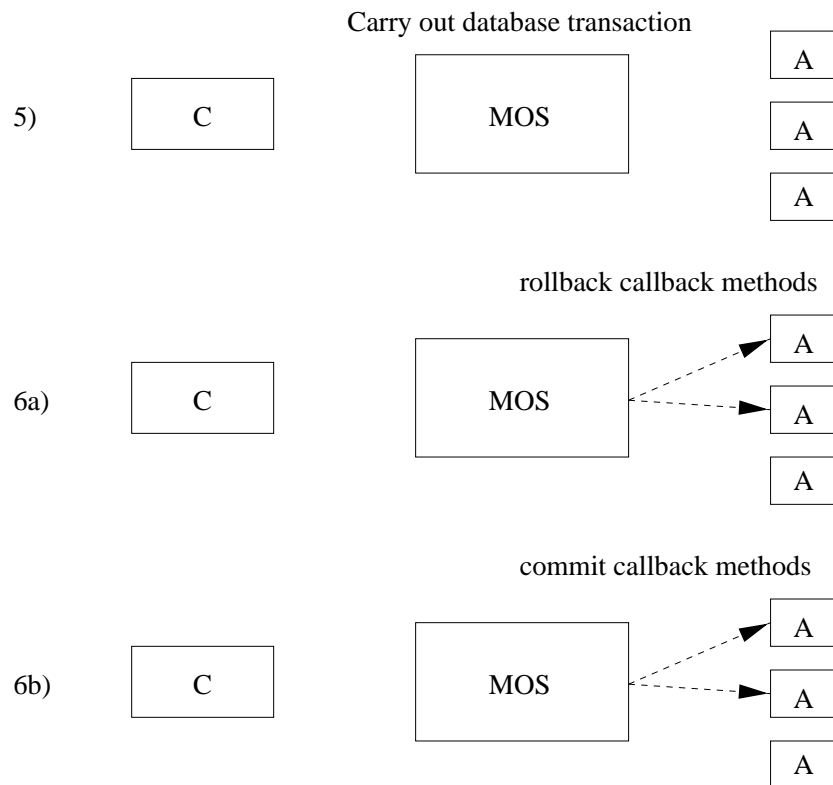 Carry out database transaction
A
5)
C
MOS
A
A
rollback callback methods
A
6a)
C
MOS
A
A
commit callback methods
A
6b)
C
MOS
A
A